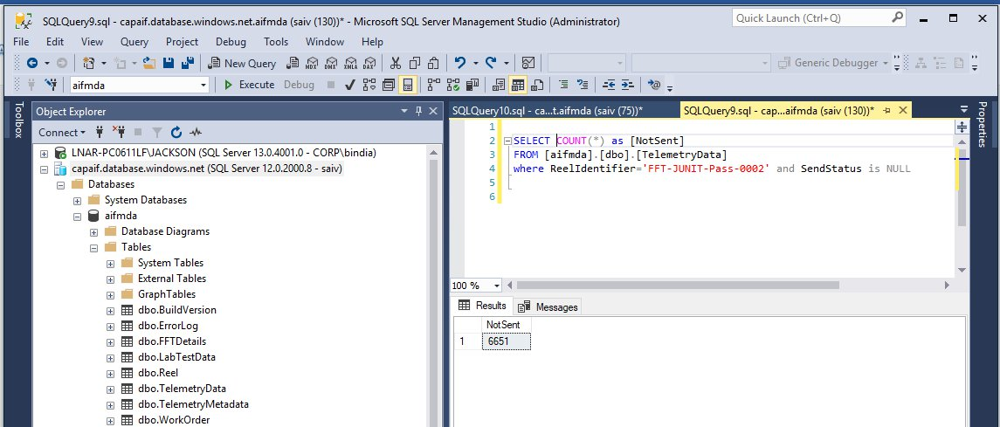 SQLQuery9.sql - capaif.database.windows.net.aifmda (saiv (130))* - Microsoft SQL Server Management Studio (Administrator)
Quick Launch (Ctrl+Q)
File Edit View Query Project Debug Tools Window Help
New Query MDX DMX XMLA DAX Generic Debugger
aifmda Execute Debug
Toolbox
Object Explorer
Connect
LNAR-PC0611LF\JACKSON (SQL Server 13.0.4001.0 - CORP\bindia)
capaif.database.windows.net (SQL Server 12.0.2000.8 - saiv)
Databases
System Databases
aifmda
Database Diagrams
Tables
System Tables
External Tables
GraphTables
dbo.BuildVersion
dbo.ErrorLog
dbo.FFTDetails
dbo.LabTestData
dbo.Reel
dbo.TelemetryData
dbo.TelemetryMetadata
dbo.WorkOrder
SQLQuery10.sql - ca...t.aifmda (saiv (75))* SQLQuery9.sql - cap...aifmda (saiv (130))*
1
2 SELECT COUNT(*) as [NotSent]
3 FROM [aifmda].[dbo].[TelemetryData]
4 where ReelIdentifier='FFT-JUNIT-Pass-0002' and SendStatus is NULL
5
6
100 %
Results Messages
NotSent
1 6651
Properties